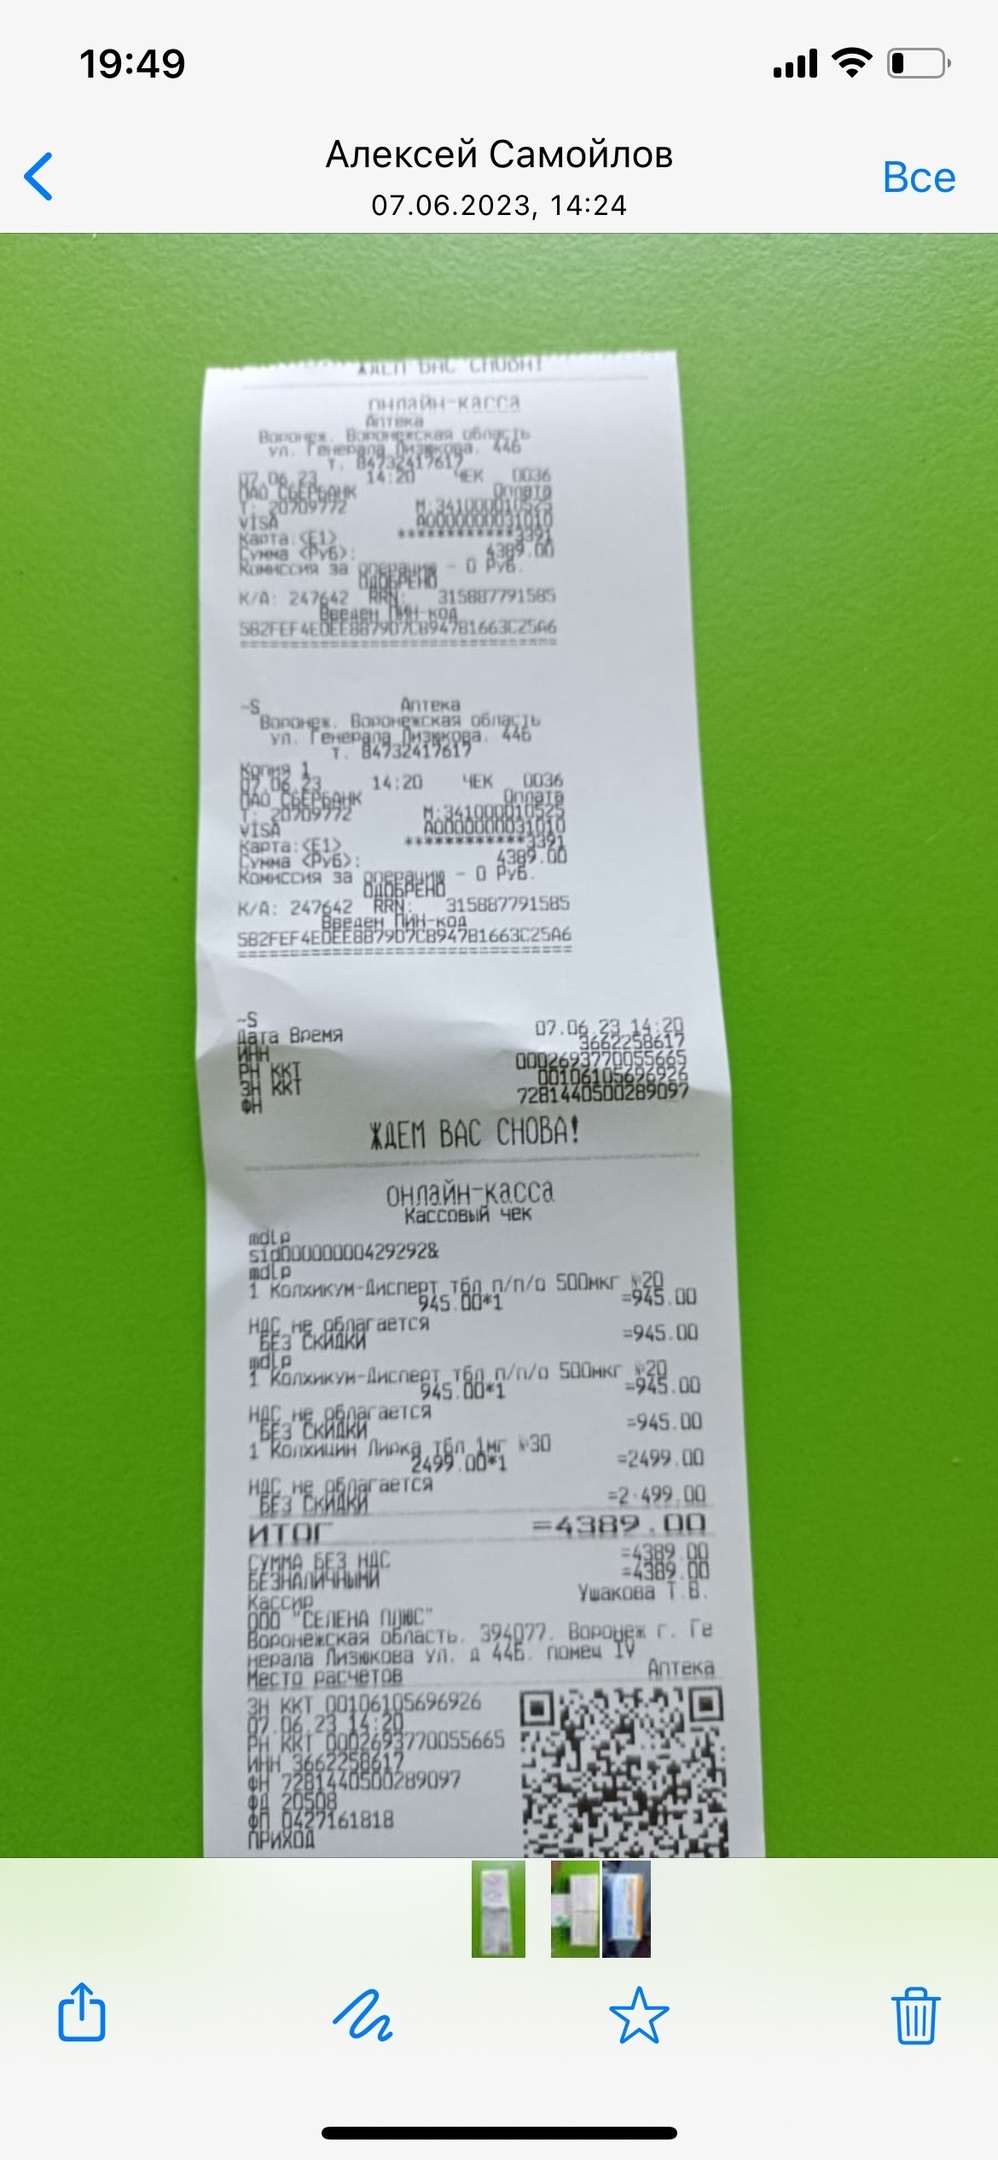 19:49
Алексей Самойлов
07.06.2023, 14:24
Все
ЖДЕМ ВАС СНОВА!
ОНЛАЙН-КАССА
Аптека
Воронеж. Воронежская область
ул. Генерала Лизюкова. 44б
т. 84732417617
07.06.23 14:20 ЧЕК 0036
ПАО СБЕРБАНК Оплата
Т: 20709772 М:341000010525
VISA A0000000031010
Карта:(E1) ************3391
Сумма (Руб): 4389.00
Комиссия за операцию - 0 Руб.
ОДОБРЕНО
К/А: 247642 RRN: 315887791585
Введен ПИН-код
5B2FEF4EDEE8B79D7CB947B1663C25A6
================================
~S Аптека
Воронеж. Воронежская область
ул. Генерала Лизюкова. 44б
т. 84732417617
Копия 1
07.06.23 14:20 ЧЕК 0036
ПАО СБЕРБАНК Оплата
Т: 20709772 М:341000010525
VISA A0000000031010
Карта:(E1) ************3391
Сумма (Руб): 4389.00
Комиссия за операцию - 0 Руб.
ОДОБРЕНО
К/А: 247642 RRN: 315887791585
Введен ПИН-код
5B2FEF4EDEE8B79D7CB947B1663C25A6
================================
~S
Дата Время 07.06.23 14:20
ИНН 3662258617
РН ККТ 0002693770055665
ЗН ККТ 00106105696926
ФН 7281440500289097
ЖДЕМ ВАС СНОВА!
ОНЛАЙН-КАССА
Кассовый чек
mdlp
sid000000004292928&
mdlp
1 Колхикум-Дисперт тбл п/п/о 500мкг №20
945.00*1 =945.00
НДС не облагается
БЕЗ СКИДКИ =945.00
mdlp
1 Колхикум-Дисперт тбл п/п/о 500мкг №20
945.00*1 =945.00
НДС не облагается
БЕЗ СКИДКИ =945.00
1 Колхицин Лирка тбл 1мг №30
2499.00*1 =2499.00
НДС не облагается
БЕЗ СКИДКИ =2·499.00
ИТОГ =4389.00
СУММА БЕЗ НДС =4389.00
БЕЗНАЛИЧНЫМИ =4389.00
Кассир Ушакова Т.В.
ООО "СЕЛЕНА ПЛЮС"
Воронежская область. 394077. Воронеж г. Ге
нерала Лизюкова ул. д 44Б. помещ IV
Место расчетов Аптека
ЗН ККТ 00106105696926
07.06.23 14:20
РН ККТ 0002693770055665
ИНН 3662258617
ФН 7281440500289097
ФД 20508
ФП 0427161818
ПРИХОД